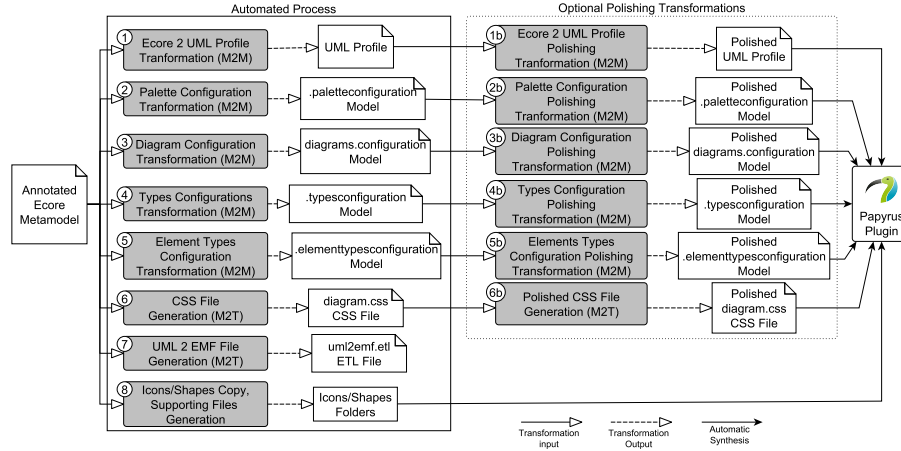 Automated Process
Optional Polishing Transformations
Annotated
Ecore
Metamodel
1
Ecore 2 UML Profile
Tranformation (M2M)
UML Profile
1b
Ecore 2 UML Profile
Polishing
Tranformation (M2M)
Polished
UML Profile
2
Palette Configuration
Tranformation (M2M)
.paletteconfiguration
Model
2b
Palette Configuration
Polishing
Tranformation (M2M)
Polished
.paletteconfiguration
Model
3
Diagram Configuration
Transformation (M2M)
diagrams.configuration
Model
3b
Diagram Configuration
Polishing
Transformation (M2M)
Polished
diagrams.configuration
Model
4
Types Configurations
Transformation (M2M)
.typesconfiguration
Model
4b
Types Configuration
Polishing
Transformation (M2M)
Polished
.typesconfiguration
Model
5
Element Types
Configuration
Transformation (M2M)
.elementtypesconfiguration
Model
5b
Elements Types
Configuration Polishing
Transformation (M2M)
Polished
.elementtypesconfiguration
Model
6
CSS File
Generation (M2T)
diagram.css
CSS File
6b
Polished CSS File
Generation (M2T)
Polished
diagram.css
CSS File
7
UML 2 EMF File
Generation (M2T)
uml2emf.etl
ETL File
8
Icons/Shapes Copy,
Supporting Files
Generation
Icons/Shapes
Folders
Papyrus
Plugin
Transformation
input
Transformation
Output
Automatic
Synthesis